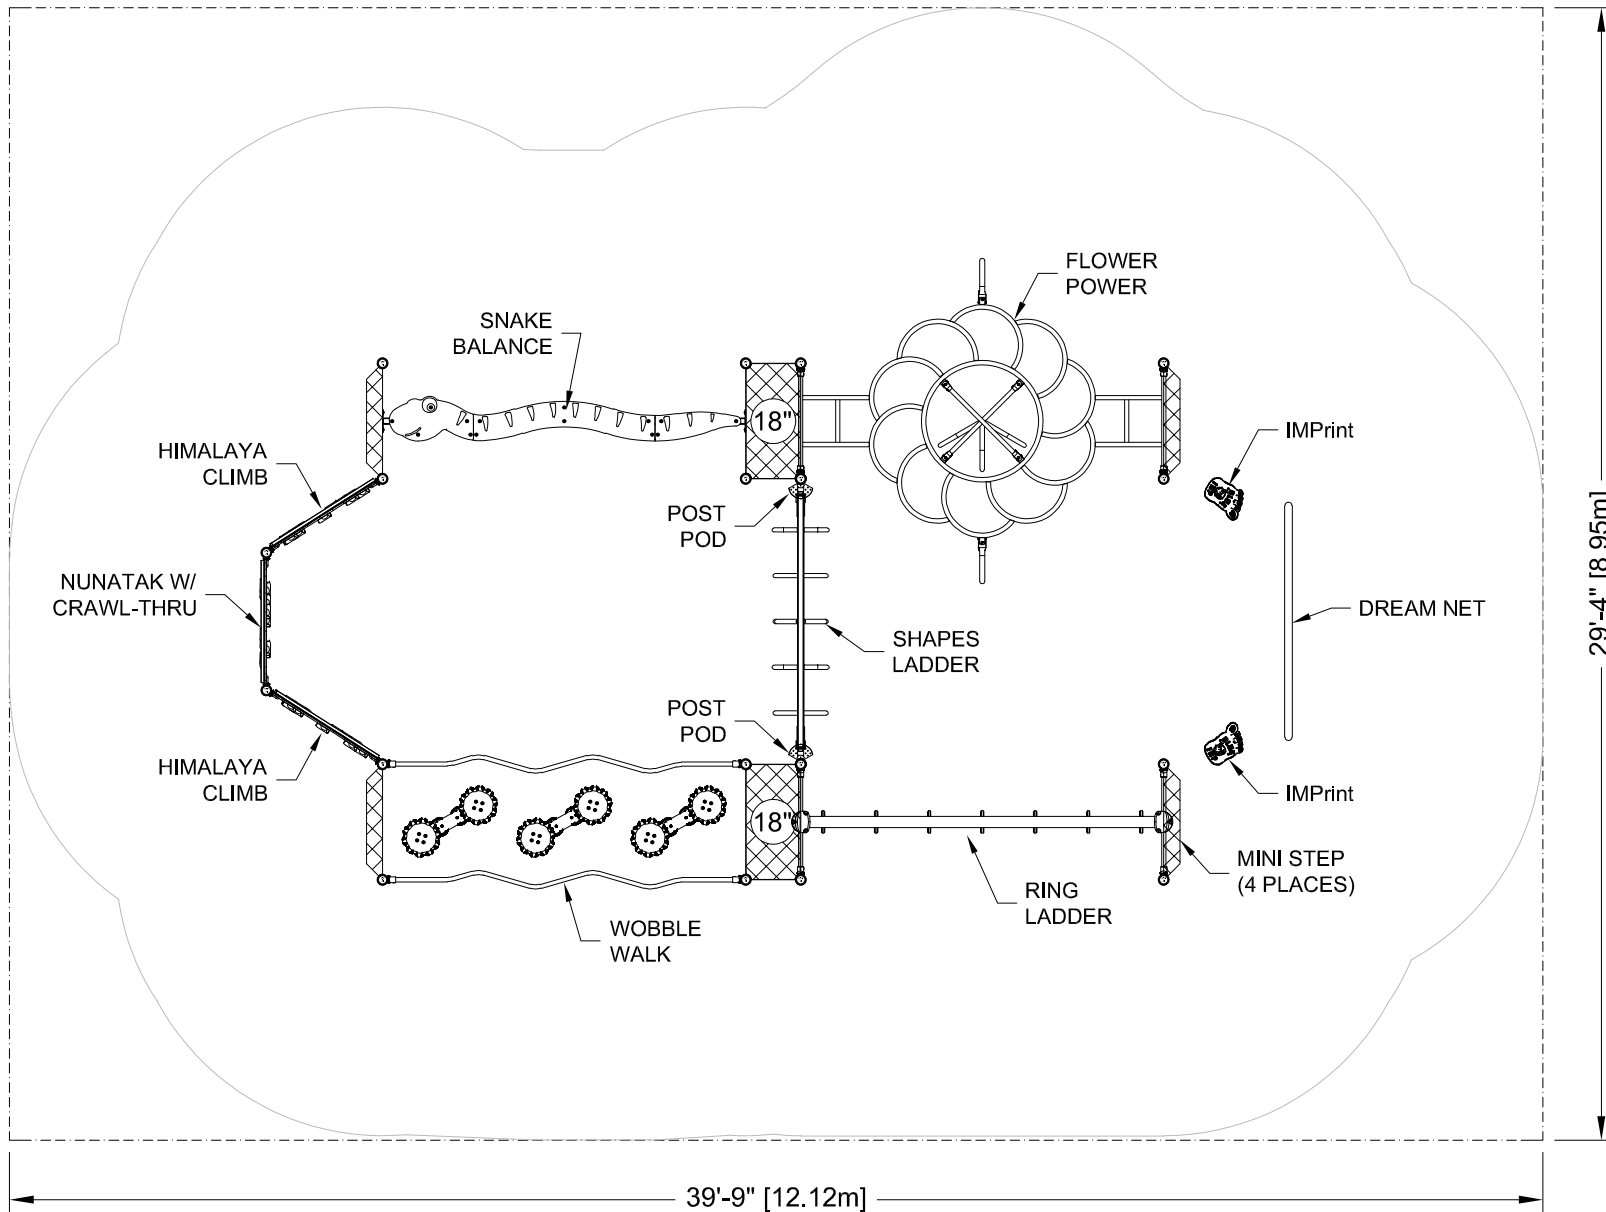 FLOWER
POWER
SNAKE
BALANCE
18"
IMPrint
HIMALAYA
CLIMB
POST
POD
NUNATAK W/
CRAWL-THRU
DREAM NET
SHAPES
LADDER
POST
POD
HIMALAYA
CLIMB
IMPrint
18"
MINI STEP
(4 PLACES)
RING
LADDER
WOBBLE
WALK
29'-4" [8.95m]
39'-9" [12.12m]